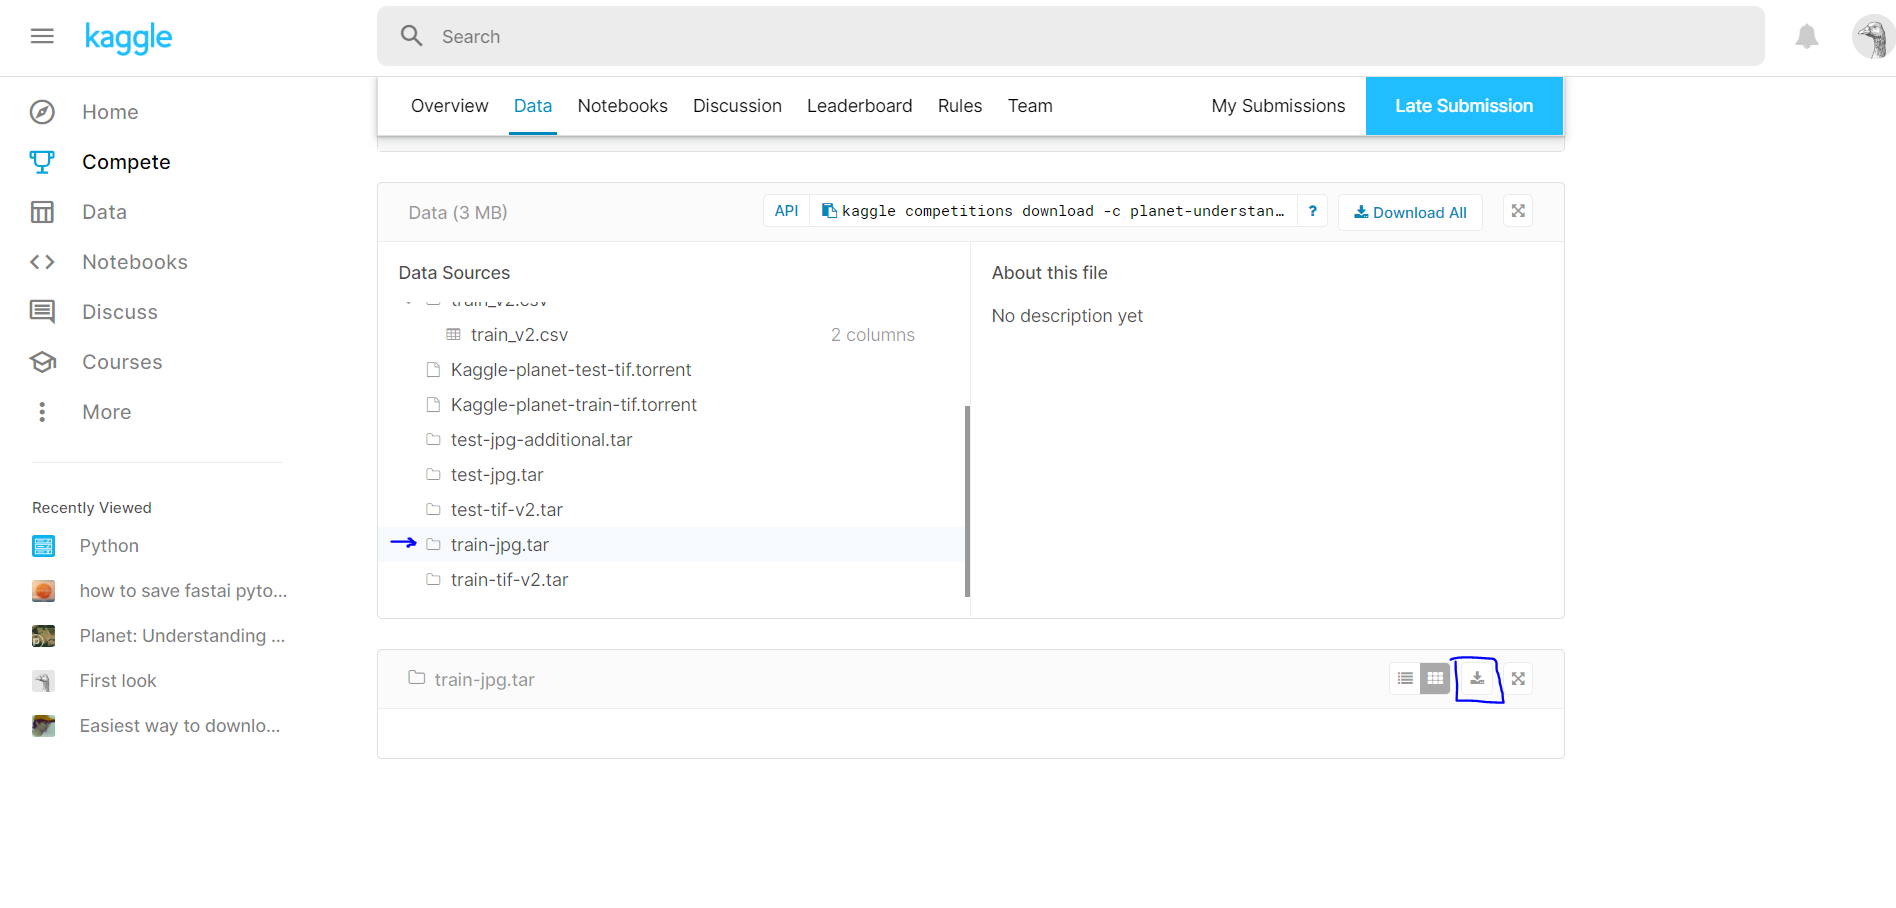 kaggle
Search
Home
Compete
Data
Notebooks
Discuss
Courses
More
Recently Viewed
Python
how to save fastai pyto...
Planet: Understanding ...
First look
Easiest way to downlo...
Overview Data Notebooks Discussion Leaderboard Rules Team My Submissions Late Submission
Data (3 MB) API kaggle competitions download -c planet-understan… ? Download All
Data Sources
train_v2.csv
train_v2.csv 2 columns
Kaggle-planet-test-tif.torrent
Kaggle-planet-train-tif.torrent
test-jpg-additional.tar
test-jpg.tar
test-tif-v2.tar
train-jpg.tar
train-tif-v2.tar
About this file
No description yet
train-jpg.tar